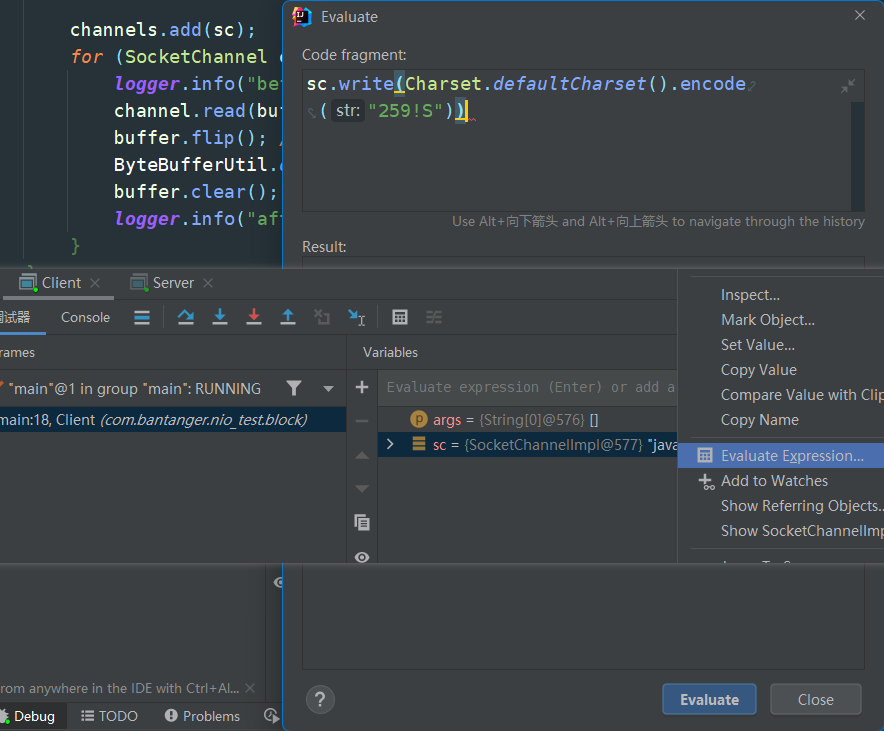 channels.add(sc);
for (SocketChannel
logger.info("be
channel.read(bu
buffer.flip(); /
ByteBufferUtil.
buffer.clear();
logger.info("af
}
Evaluate
Code fragment:
sc.write(Charset.defaultCharset().encode
(str: "259!S"))
Use Alt+向下箭头 and Alt+向上箭头 to navigate through the history
Result:
Client
Server
试器
Console
rames
Variables
"main"@1 in group "main": RUNNING
Evaluate expression (Enter) or add a
main:18, Client (com.bantanger.nio_test.block)
p args = {String[0]@576} []
sc = {SocketChannelImpl@577} "java
Inspect...
Mark Object...
Set Value...
Copy Value
Compare Value with Clip
Copy Name
Evaluate Expression...
Add to Watches
Show Referring Objects..
Show SocketChannelImp
rom anywhere in the IDE with Ctrl+Al...
Debug
TODO
Problems
?
Evaluate
Close